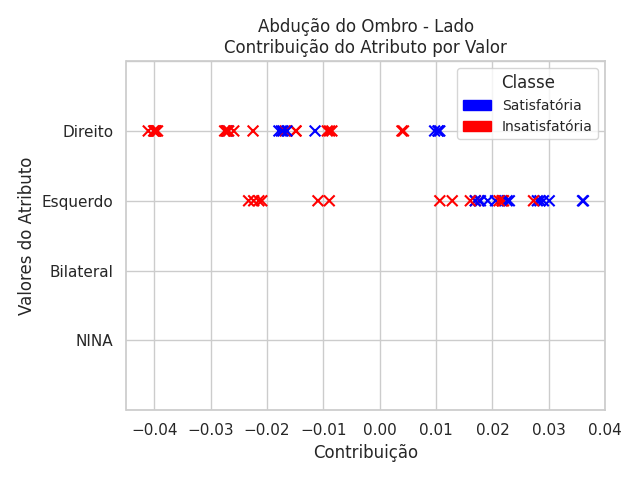 Abdução do Ombro - Lado
Contribuição do Atributo por Valor
Classe
Satisfatória
Insatisfatória
Valores do Atributo
Direito
Esquerdo
Bilateral
NINA
−0.04 −0.03 −0.02 −0.01 0.00 0.01 0.02 0.03 0.04
Contribuição